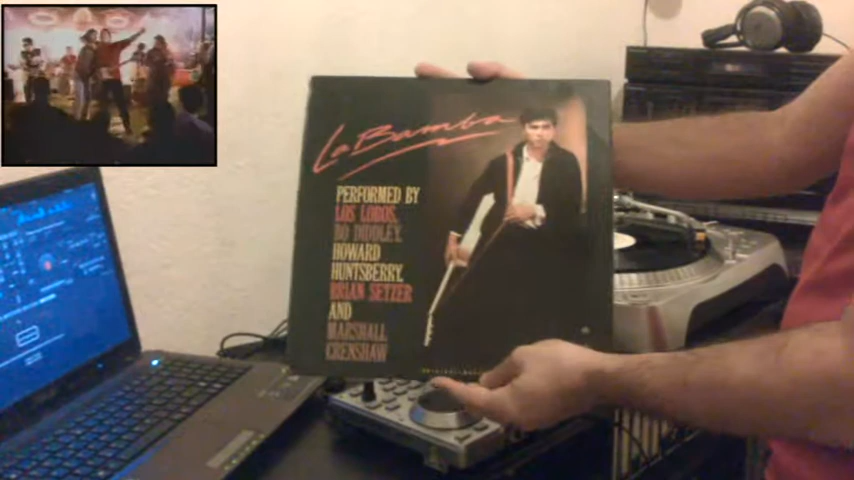 La Bamba
PERFORMED BY
LOS LOBOS,
BO DIDDLEY,
HOWARD
HUNTSBERRY,
BRIAN SETZER
AND
MARSHALL
CRENSHAW